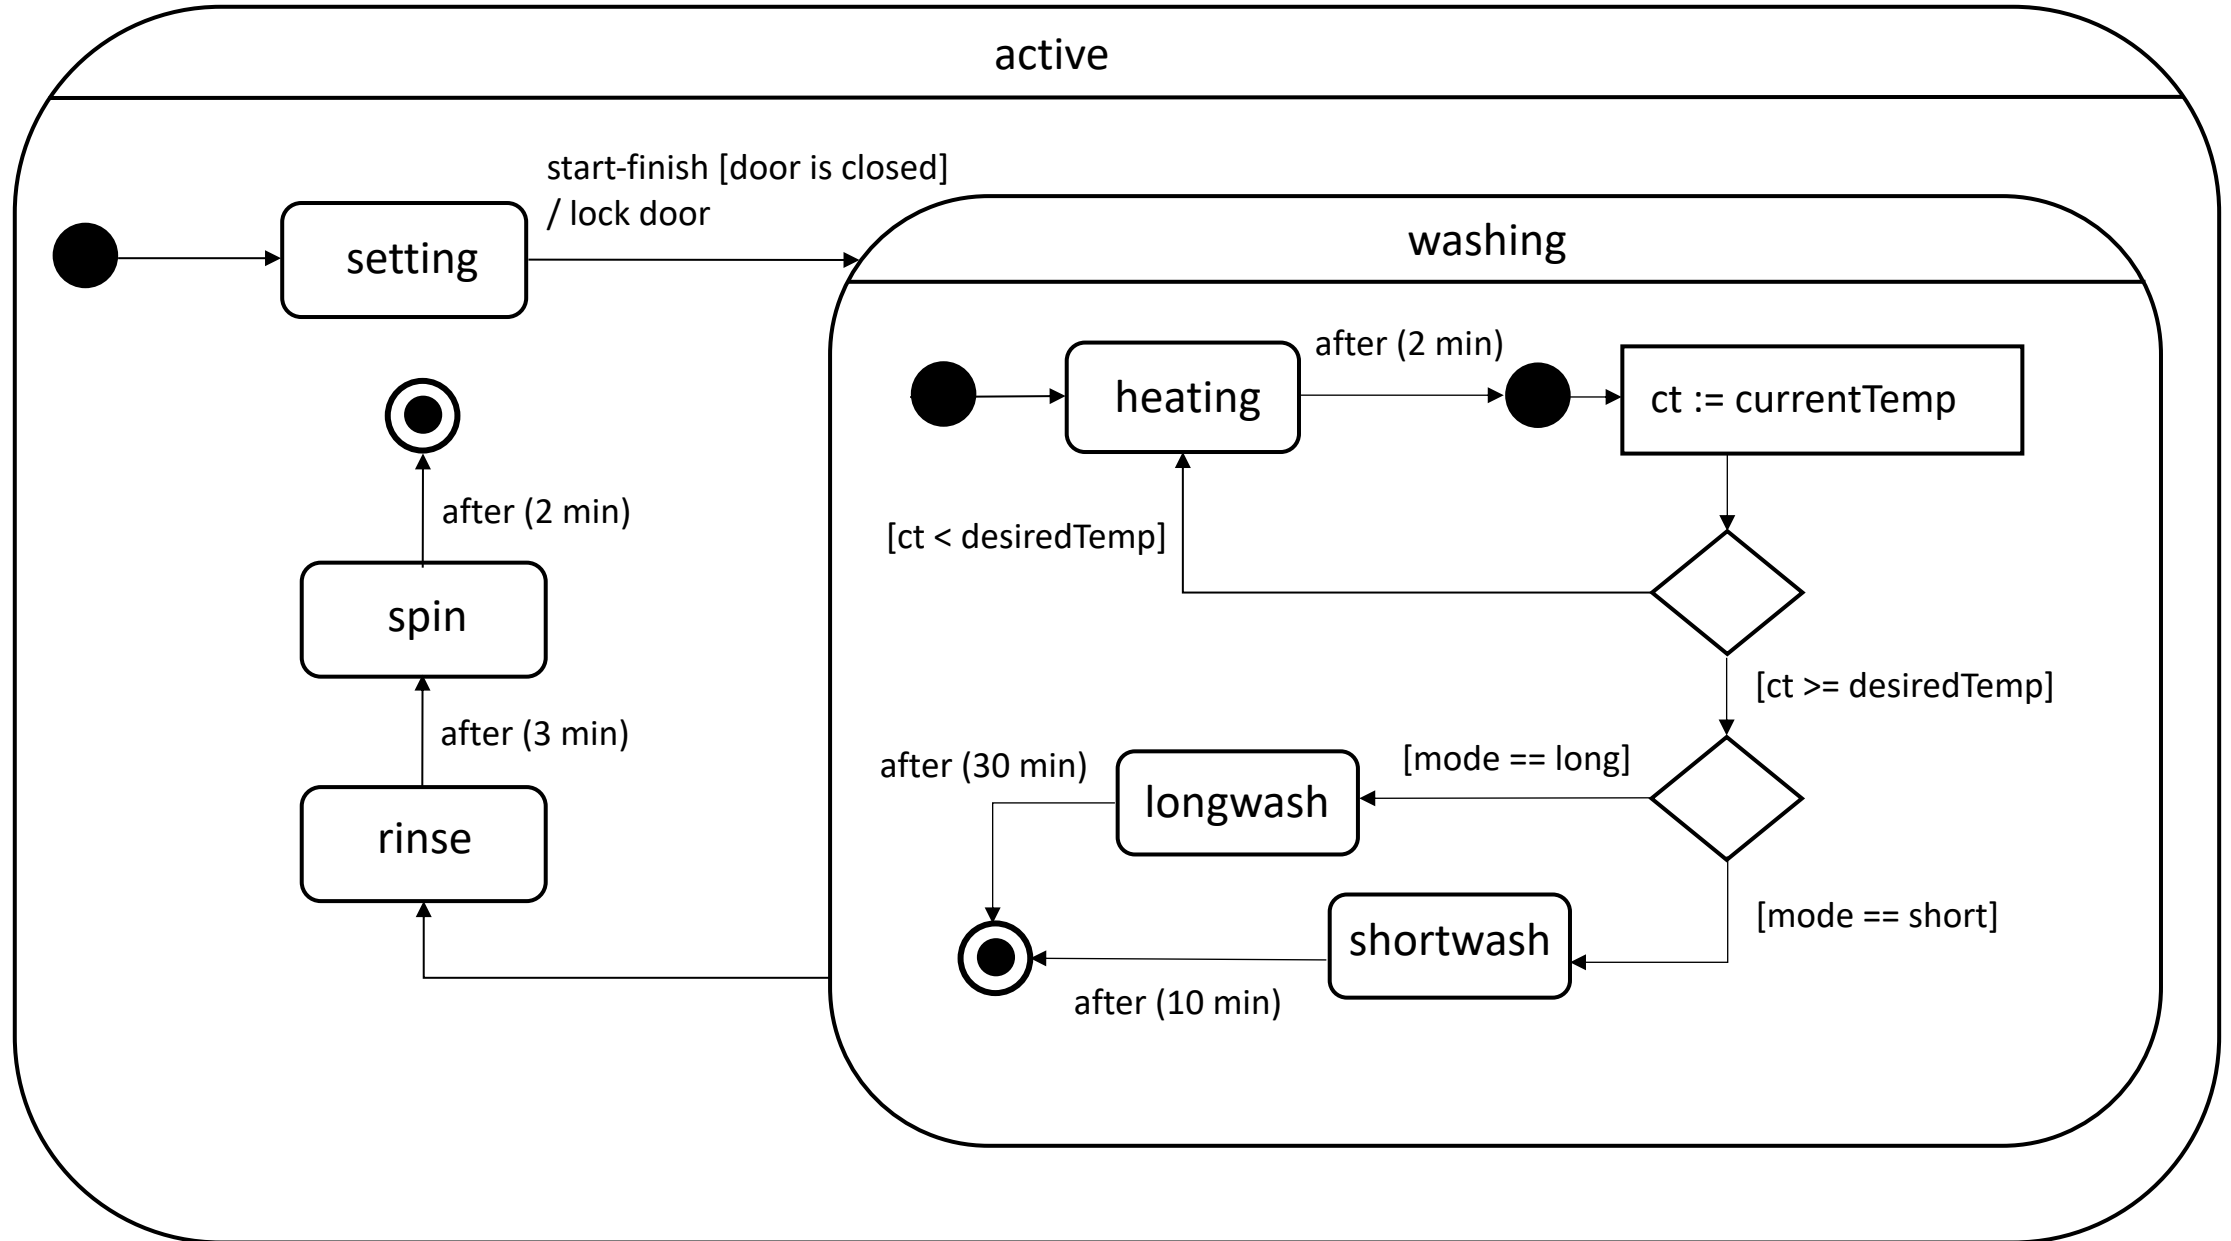 active
start-finish [door is closed]
/ lock door
setting
washing
after (2 min)
heating
ct := currentTemp
after (2 min)
[ct < desiredTemp]
spin
[ct >= desiredTemp]
after (3 min)
after (30 min)
[mode == long]
longwash
rinse
[mode == short]
shortwash
after (10 min)